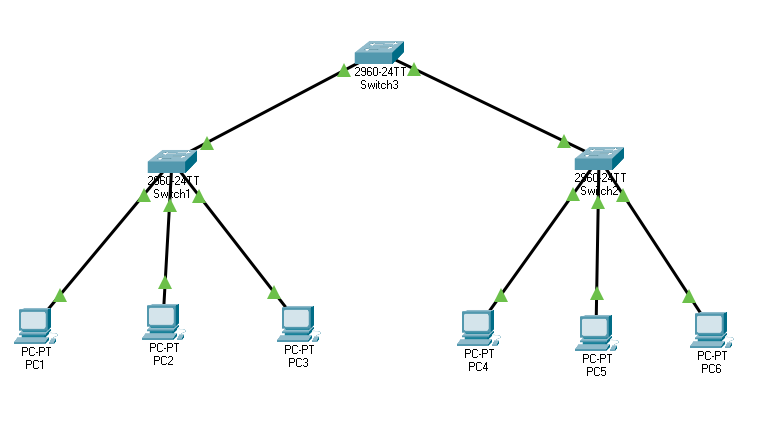 2960-24TT
Switch3
2960-24TT
Switch1
2960-24TT
Switch2
PC-PT
PC1
PC-PT
PC2
PC-PT
PC3
PC-PT
PC4
PC-PT
PC5
PC-PT
PC6